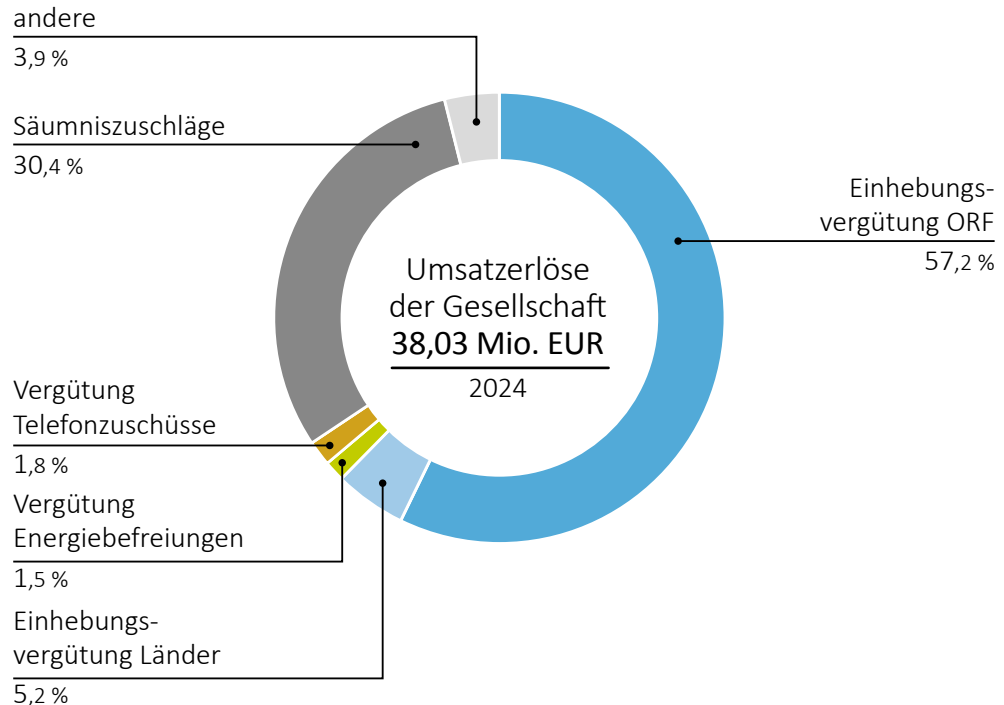 andere
3,9 %
Säumniszuschläge
30,4 %
Einhebungs-
vergütung ORF
57,2 %
Umsatzerlöse
der Gesellschaft
38,03 Mio. EUR
2024
Vergütung
Telefonzuschüsse
1,8 %
Vergütung
Energiebefreiungen
1,5 %
Einhebungs-
vergütung Länder
5,2 %